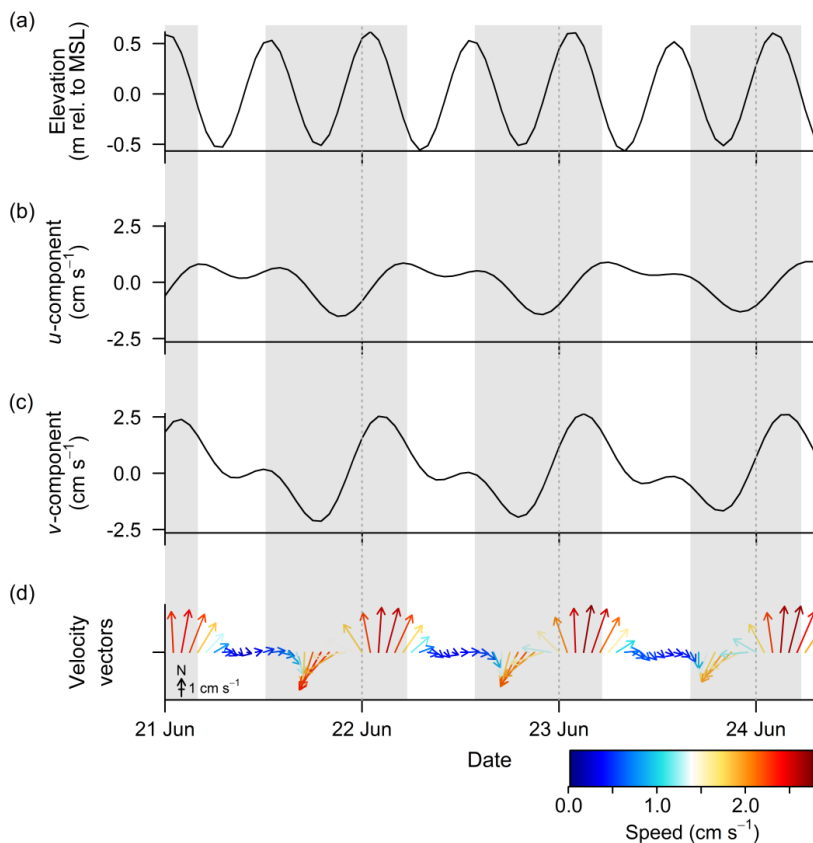 (a)
Elevation
(m rel. to MSL)
0.5
0.0
-0.5
(b)
u-component
(cm s⁻¹)
2.5
0.0
-2.5
(c)
v-component
(cm s⁻¹)
2.5
0.0
-2.5
(d)
Velocity
vectors
N
1 cm s⁻¹
21 Jun
22 Jun
23 Jun
24 Jun
Date
0.0
1.0
2.0
Speed (cm s⁻¹)